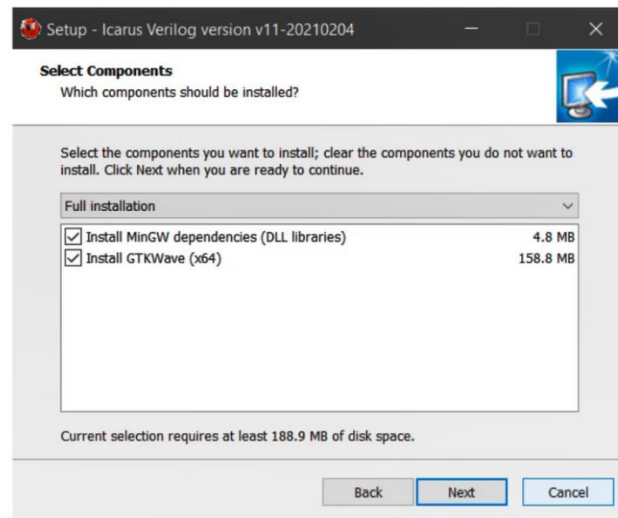 Setup - Icarus Verilog version v11-20210204
Select Components
Which components should be installed?
Select the components you want to install; clear the components you do not want to
install. Click Next when you are ready to continue.
Full installation
Install MinGW dependencies (DLL libraries) 4.8 MB
Install GTKWave (x64) 158.8 MB
Current selection requires at least 188.9 MB of disk space.
Back Next Cancel